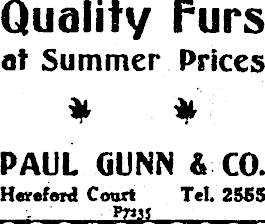 Quality Furs
at Summer Prices
PAUL GUNN & CO.
Hereford Court Tel. 2555
P7235